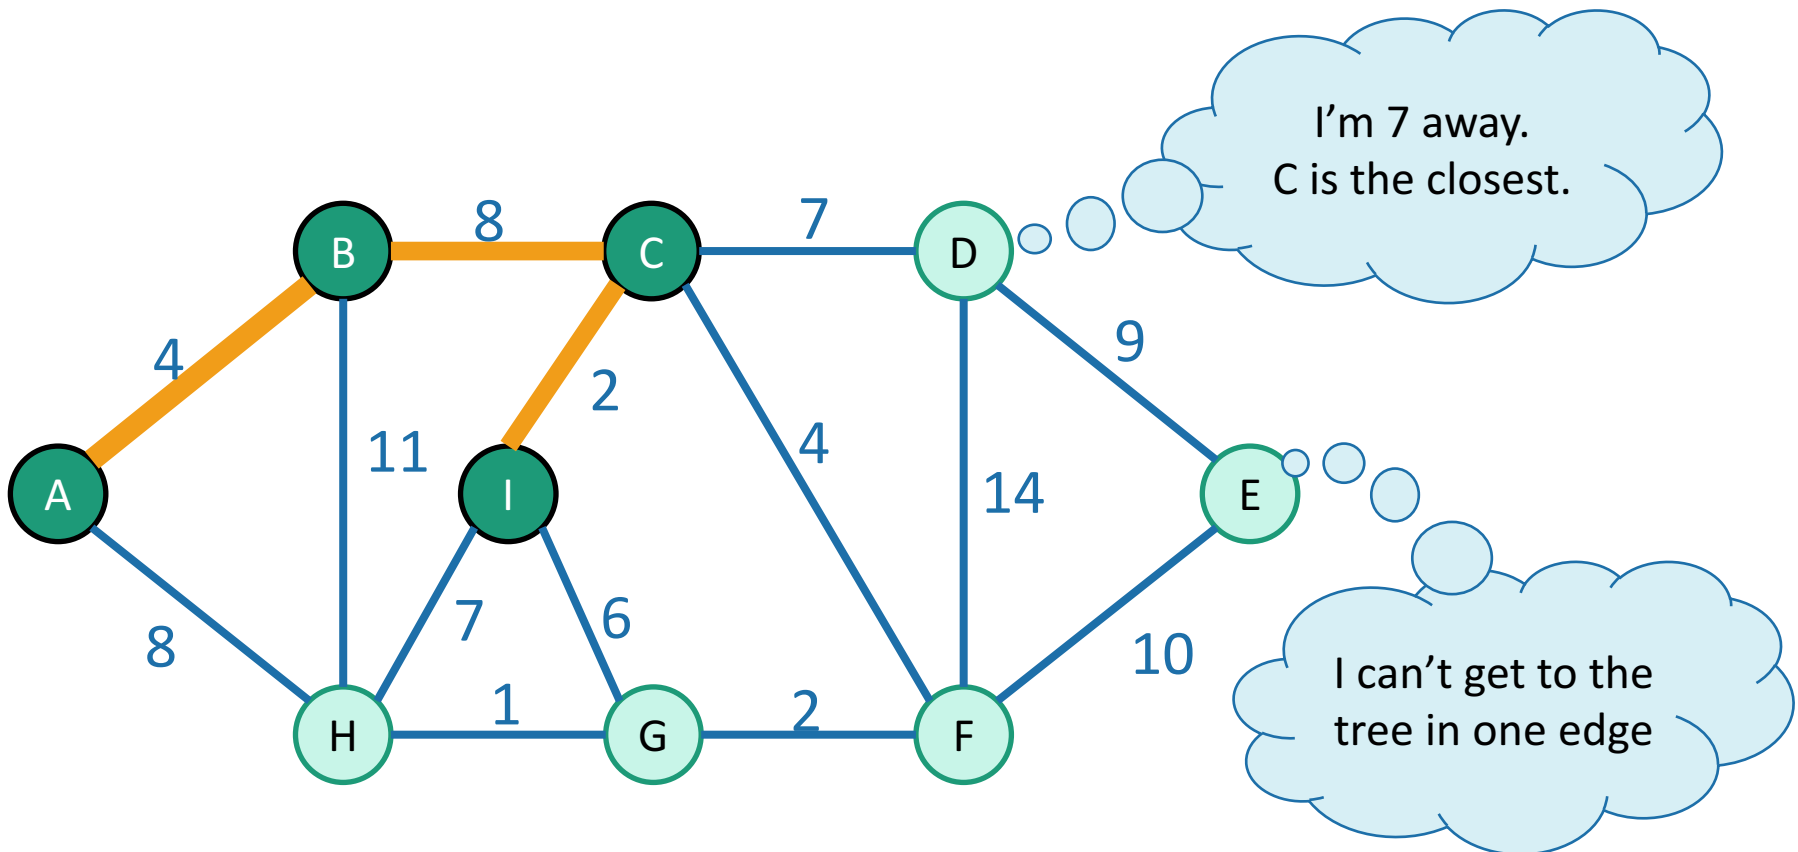 I’m 7 away.
C is the closest.
8
7
B
C
D
9
4
2
11
4
A
I
14
E
7
6
8
10
I can’t get to the
tree in one edge
1
2
H
G
F